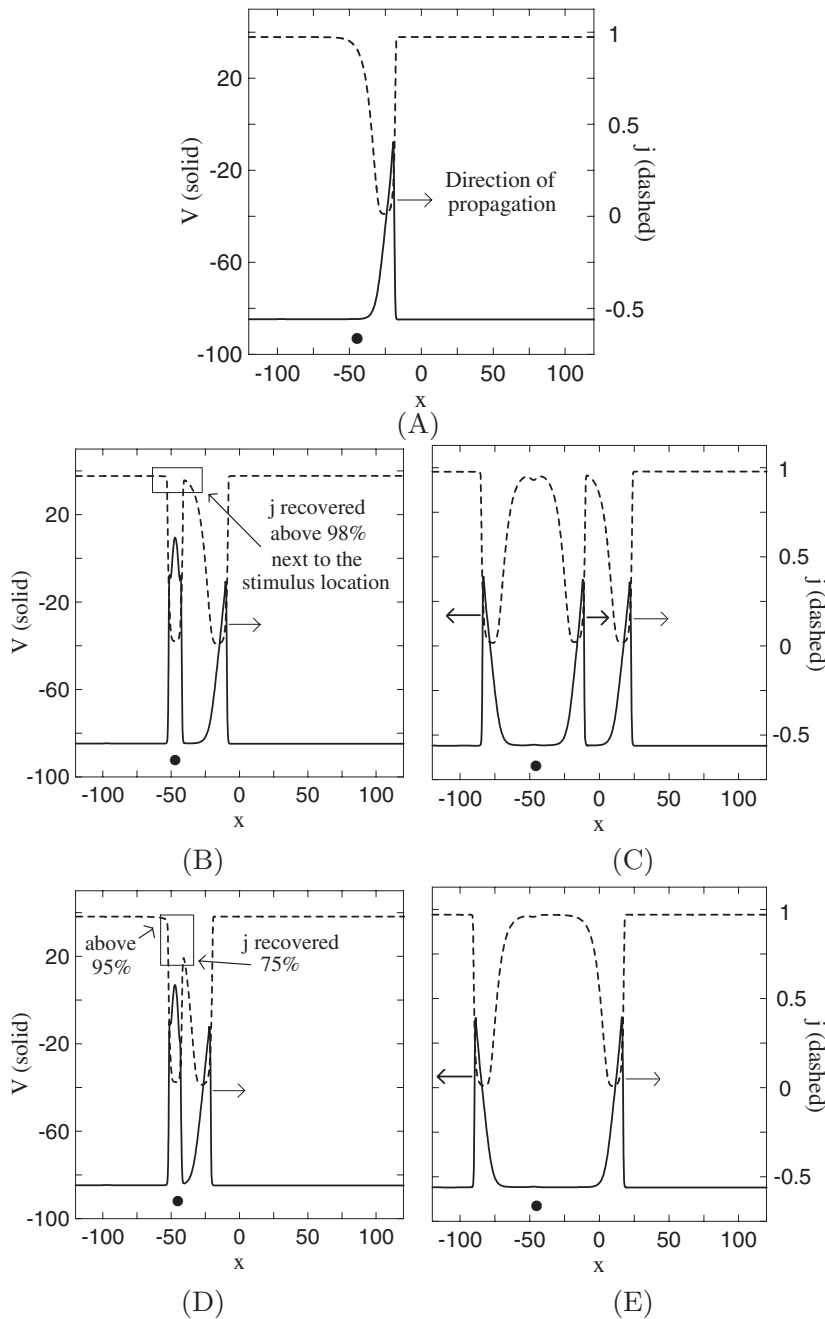 1
20
0.5
V (solid)
-20
j (dashed)
Direction of
propagation
0
-60
-0.5
-100
-100 -50 0 50 100
x
(A)
1
20
j recovered
above 98%
next to the
stimulus location
0.5
V (solid)
-20
j (dashed)
0
-60
-0.5
-100
-100 -50 0 50 100
-100 -50 0 50 100
x
x
(B)
(C)
1
20
above
95%
j recovered
75%
0.5
V (solid)
-20
j (dashed)
0
-60
-0.5
-100
-100 -50 0 50 100
-100 -50 0 50 100
x
x
(D)
(E)